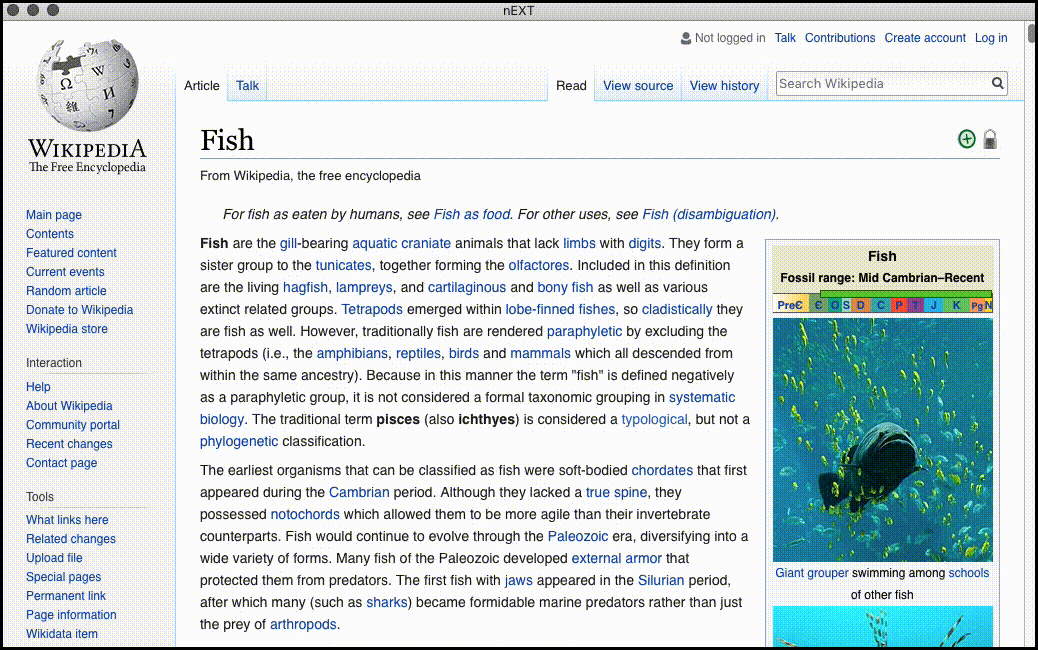 nEXT
Not logged in Talk Contributions Create account Log in
Article Talk Read View source View history Search Wikipedia
WIKIPEDIA
The Free Encyclopedia
Main page
Contents
Featured content
Current events
Random article
Donate to Wikipedia
Wikipedia store
Interaction
Help
About Wikipedia
Community portal
Recent changes
Contact page
Tools
What links here
Related changes
Upload file
Special pages
Permanent link
Page information
Wikidata item
Fish
From Wikipedia, the free encyclopedia
For fish as eaten by humans, see Fish as food. For other uses, see Fish (disambiguation).
Fish are the gill-bearing aquatic craniate animals that lack limbs with digits. They form a
sister group to the tunicates, together forming the olfactores. Included in this definition
are the living hagfish, lampreys, and cartilaginous and bony fish as well as various
extinct related groups. Tetrapods emerged within lobe-finned fishes, so cladistically they
are fish as well. However, traditionally fish are rendered paraphyletic by excluding the
tetrapods (i.e., the amphibians, reptiles, birds and mammals which all descended from
within the same ancestry). Because in this manner the term "fish" is defined negatively
as a paraphyletic group, it is not considered a formal taxonomic grouping in systematic
biology. The traditional term pisces (also ichthyes) is considered a typological, but not a
phylogenetic classification.
The earliest organisms that can be classified as fish were soft-bodied chordates that first
appeared during the Cambrian period. Although they lacked a true spine, they
possessed notochords which allowed them to be more agile than their invertebrate
counterparts. Fish would continue to evolve through the Paleozoic era, diversifying into a
wide variety of forms. Many fish of the Paleozoic developed external armor that
protected them from predators. The first fish with jaws appeared in the Silurian period,
after which many (such as sharks) became formidable marine predators rather than just
the prey of arthropods.
Fish
Fossil range: Mid Cambrian–Recent
PreЄ Є O S D C P T J K Pg N
Giant grouper swimming among schools
of other fish